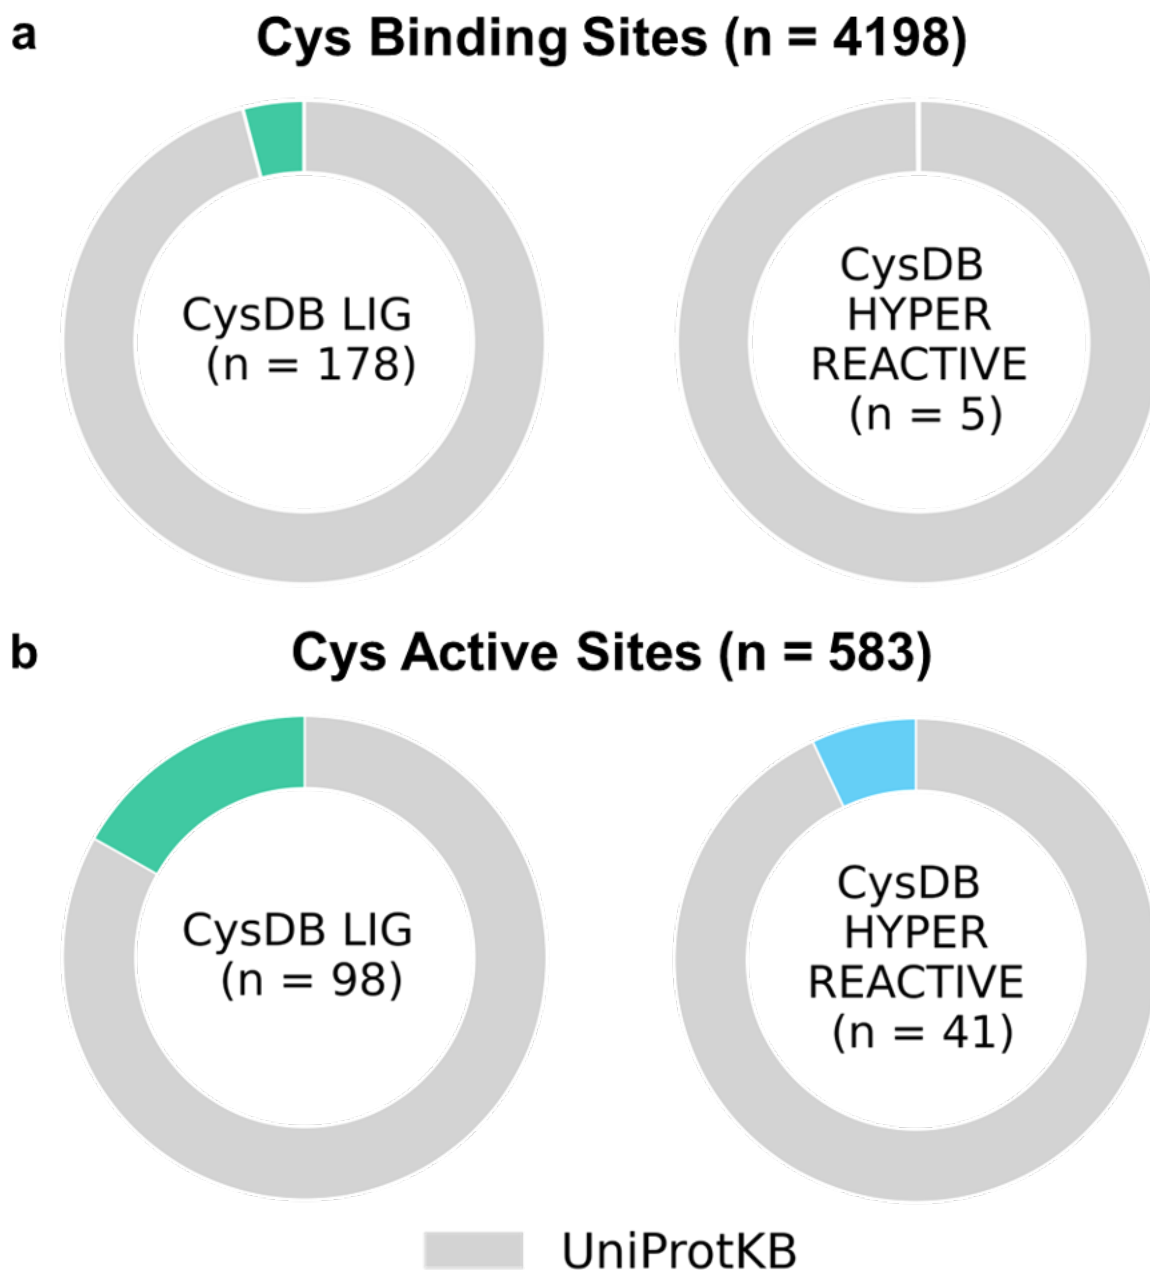 a
Cys Binding Sites (n = 4198)
CysDB LIG
(n = 178)
CysDB
HYPER
REACTIVE
(n = 5)
b
Cys Active Sites (n = 583)
CysDB LIG
(n = 98)
CysDB
HYPER
REACTIVE
(n = 41)
UniProtKB